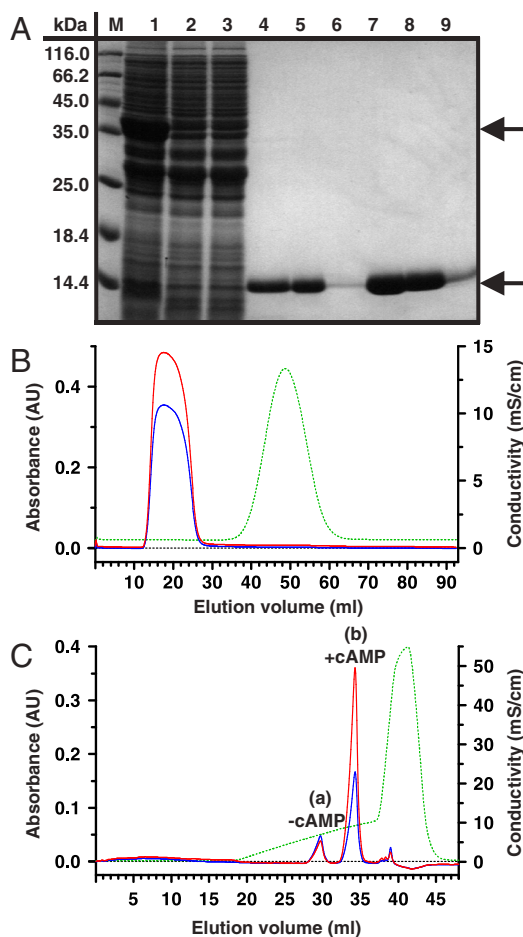 A
kDa M 1 2 3 4 5 6 7 8 9
116.0
66.2
45.0
35.0
25.0
18.4
14.4
B
Absorbance (AU)
0.4
0.2
0.0
15
10
5
0
Conductivity (mS/cm)
0 10 20 30 40 50 60 70 80 90
Elution volume (ml)
C
Absorbance (AU)
0.4
0.3
0.2
0.1
0.0
(b)
+cAMP
(a)
-cAMP
50
40
30
20
10
0
Conductivity (mS/cm)
5 10 15 20 25 30 35 40 45
Elution volume (ml)